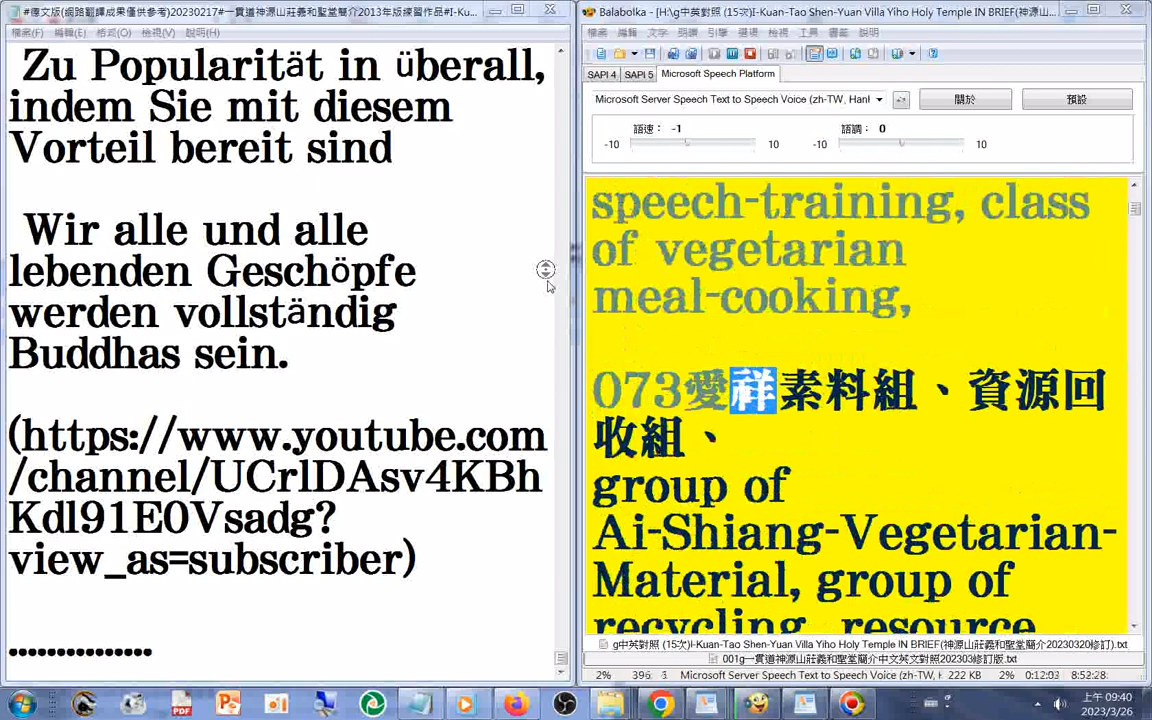 #德文版(網路翻譯成果僅供參考)20230217#一貫道神源山莊義和聖堂簡介2013年版練習作品#I-Ku...
檔案(F) 編輯(E) 格式(O) 檢視(V) 說明(H)
Zu Popularität in überall,
indem Sie mit diesem
Vorteil bereit sind
Wir alle und alle
lebenden Geschöpfe
werden vollständig
Buddhas sein.
(https://www.youtube.com
/channel/UCrlDAsv4KBh
Kdl91E0Vsadg?
view_as=subscriber)
...............
Balabolka - [H:\g中英對照 (15次)I-Kuan-Tao Shen-Yuan Villa Yiho Holy Temple IN BRIEF(神源山莊...
檔案 編輯 文字 朗讀 引擎 選項 檢視 工具 書籤 說明
SAPI 4 SAPI 5 Microsoft Speech Platform
Microsoft Server Speech Text to Speech Voice (zh-TW, Hanl
關於 預設
語速： -1 語調： 0
-10 10 -10 10
speech-training, class
of vegetarian
meal-cooking,
073愛祥素料組、資源回
收組、
group of
Ai-Shiang-Vegetarian-
Material, group of
recycling resource
g中英對照 (15次)I-Kuan-Tao Shen-Yuan Villa Yiho Holy Temple IN BRIEF(神源山莊義和聖堂簡介20230320修訂).txt
001g一貫道神源山莊義和聖堂簡介中文英文對照202303修訂版.txt
2% 396: 1 Microsoft Server Speech Text to Speech Voice 222 KB 2% 0:12:03 8:52:28
上午 09:40
2023/3/26